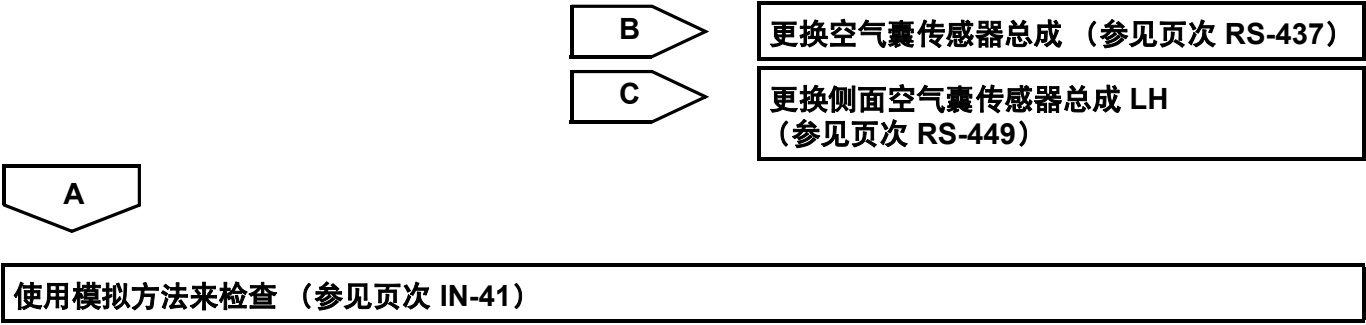 B
更换空气囊传感器总成 （参见页次 RS-437）
C
更换侧面空气囊传感器总成 LH
（参见页次 RS-449）
A
使用模拟方法来检查 （参见页次 IN-41）